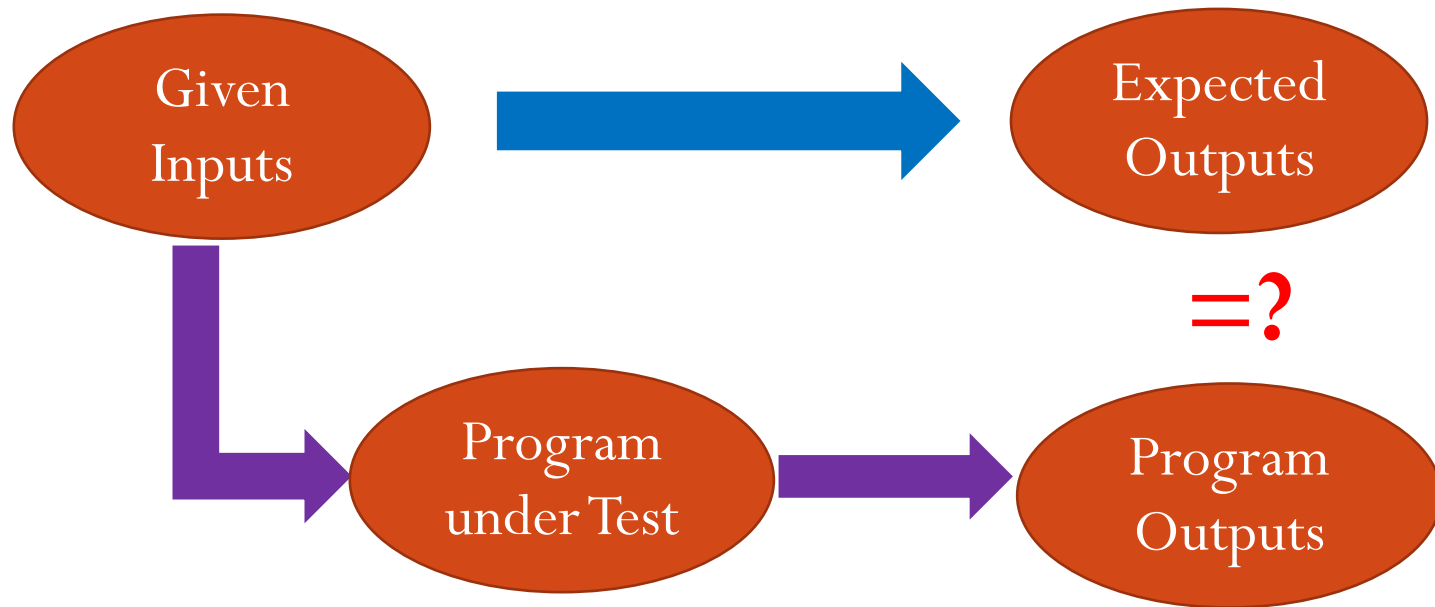 Given
Inputs
Expected
Outputs
=?
Program
under Test
Program
Outputs